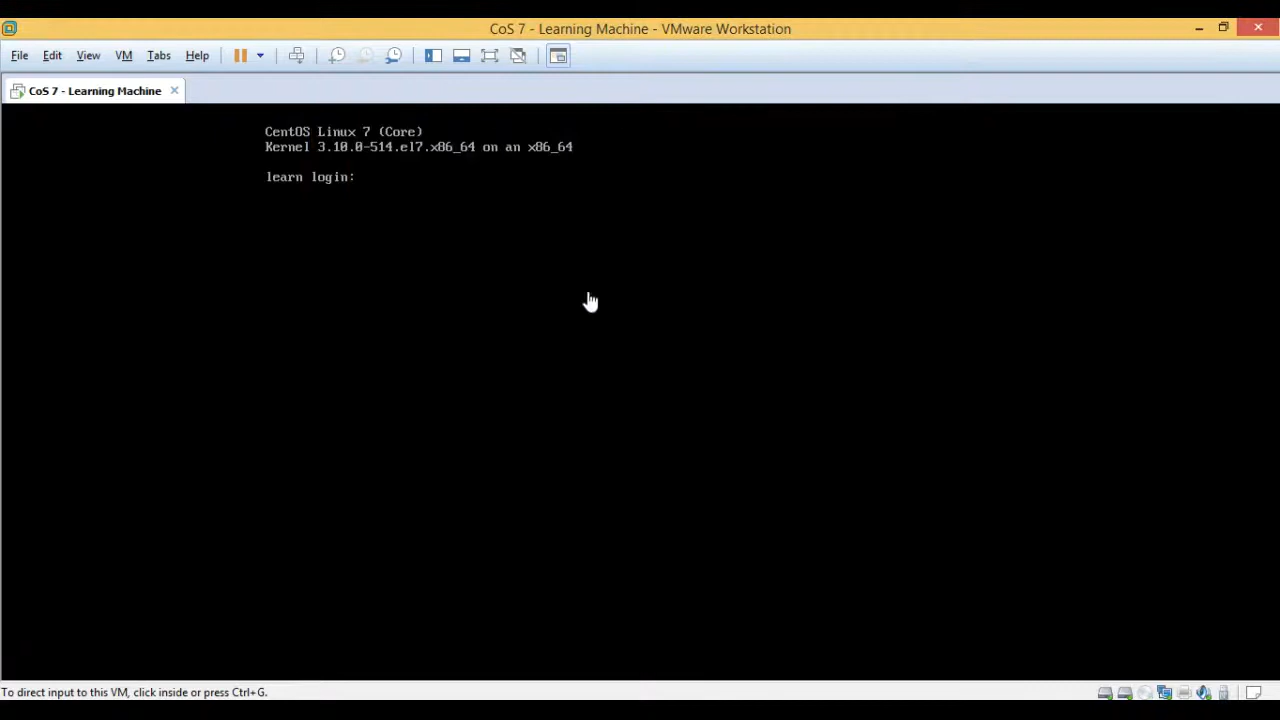 CoS 7 - Learning Machine - VMware Workstation
File Edit View VM Tabs Help
CoS 7 - Learning Machine
CentOS Linux 7 (Core)
Kernel 3.10.0-514.el7.x86_64 on an x86_64
learn login:
To direct input to this VM, click inside or press Ctrl+G.